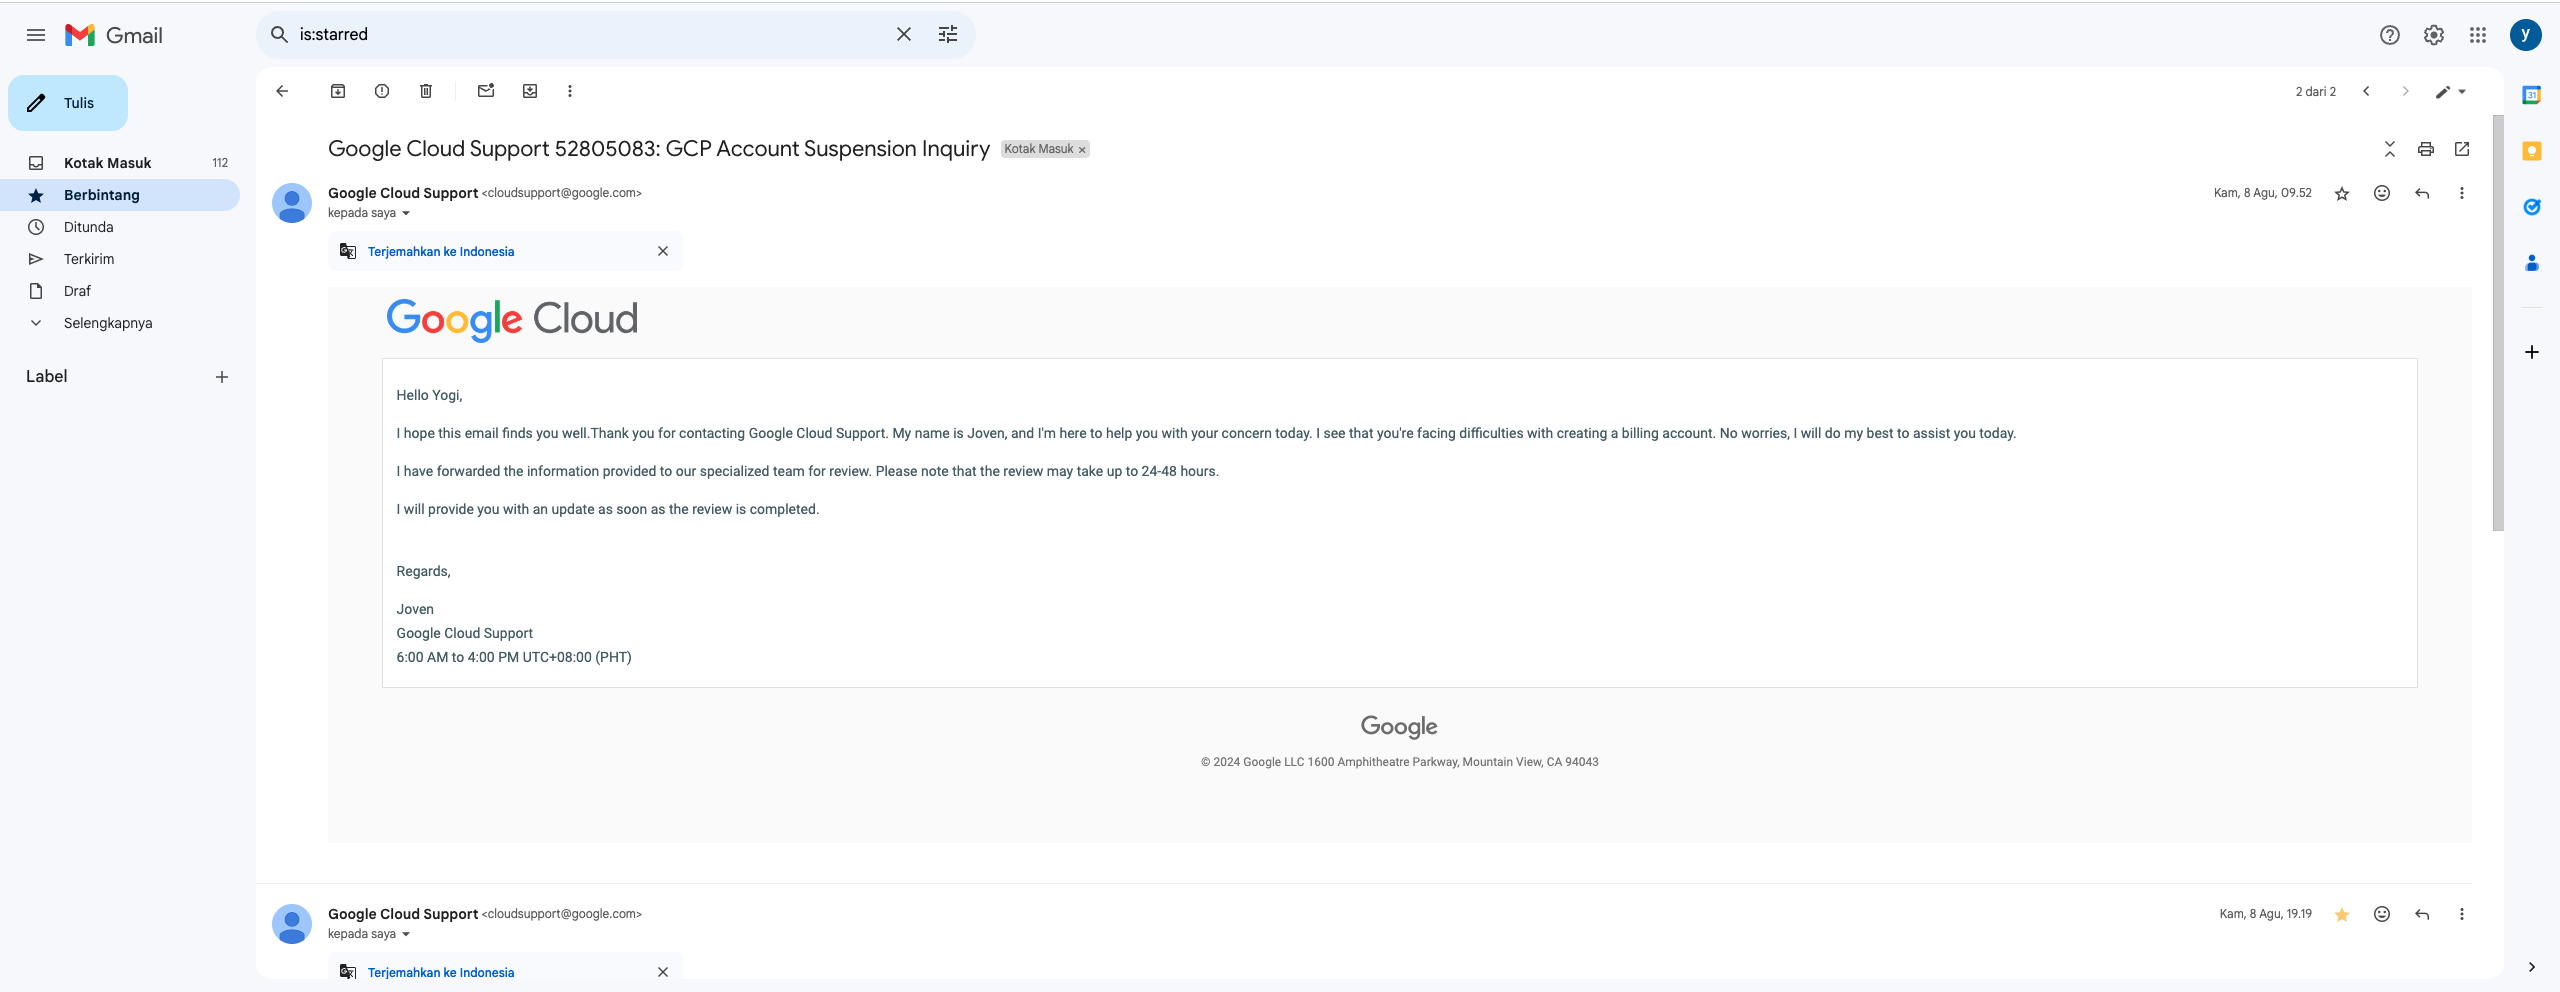 Gmail
is:starred
y
Tulis
Kotak Masuk 112
Berbintang
Ditunda
Terkirim
Draf
Selengkapnya
Label
2 dari 2
31
Google Cloud Support 52805083: GCP Account Suspension Inquiry Kotak Masuk ×
Google Cloud Support <cloudsupport@google.com> Kam, 8 Agu, 09.52
kepada saya
Terjemahkan ke Indonesia
Google Cloud
Hello Yogi,
I hope this email finds you well.Thank you for contacting Google Cloud Support. My name is Joven, and I'm here to help you with your concern today. I see that you're facing difficulties with creating a billing account. No worries, I will do my best to assist you today.
I have forwarded the information provided to our specialized team for review. Please note that the review may take up to 24-48 hours.
I will provide you with an update as soon as the review is completed.
Regards,
Joven
Google Cloud Support
6:00 AM to 4:00 PM UTC+08:00 (PHT)
Google
© 2024 Google LLC 1600 Amphitheatre Parkway, Mountain View, CA 94043
Google Cloud Support <cloudsupport@google.com> Kam, 8 Agu, 19.19
kepada saya
Terjemahkan ke Indonesia